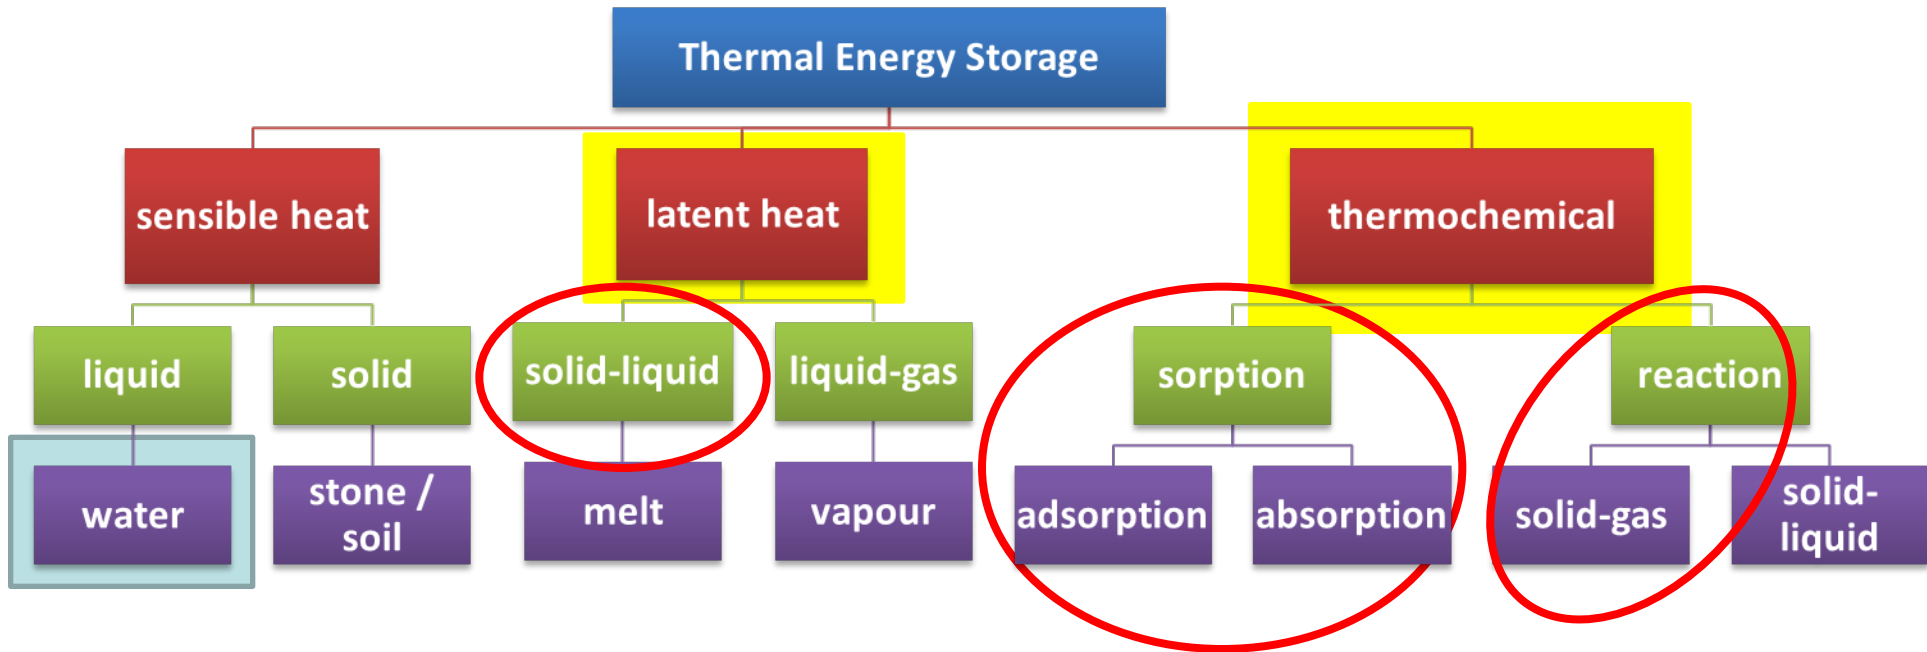 Thermal Energy Storage
sensible heat
latent heat
thermochemical
liquid
solid
solid-liquid
liquid-gas
sorption
reaction
water
stone /
soil
melt
vapour
adsorption
absorption
solid-gas
solid-
liquid